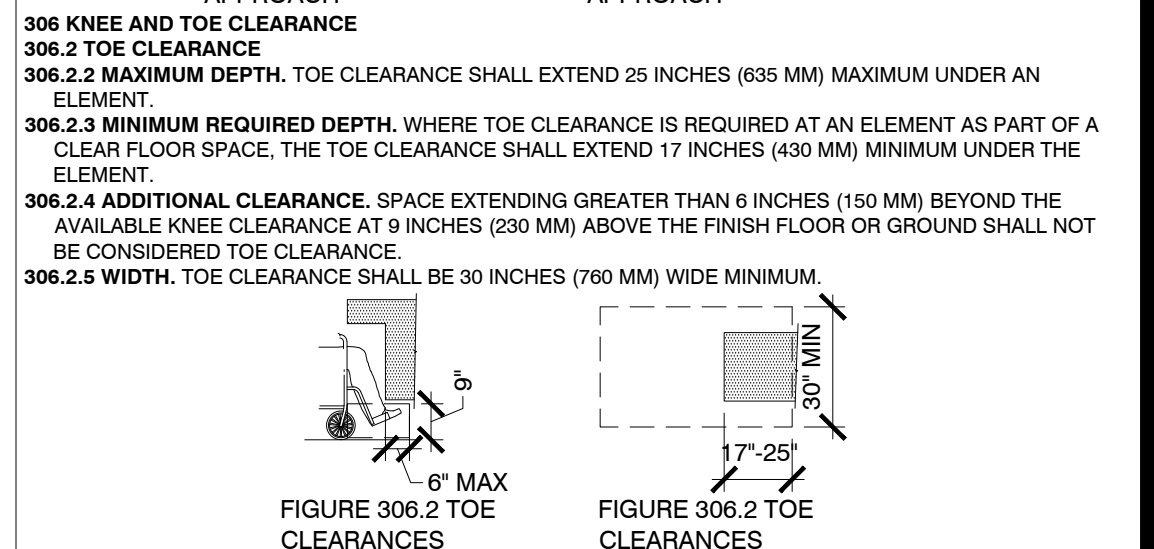 APPROACH APPROACH
306 KNEE AND TOE CLEARANCE
306.2 TOE CLEARANCE
306.2.2 MAXIMUM DEPTH. TOE CLEARANCE SHALL EXTEND 25 INCHES (635 MM) MAXIMUM UNDER AN
ELEMENT.
306.2.3 MINIMUM REQUIRED DEPTH. WHERE TOE CLEARANCE IS REQUIRED AT AN ELEMENT AS PART OF A
CLEAR FLOOR SPACE, THE TOE CLEARANCE SHALL EXTEND 17 INCHES (430 MM) MINIMUM UNDER THE
ELEMENT.
306.2.4 ADDITIONAL CLEARANCE. SPACE EXTENDING GREATER THAN 6 INCHES (150 MM) BEYOND THE
AVAILABLE KNEE CLEARANCE AT 9 INCHES (230 MM) ABOVE THE FINISH FLOOR OR GROUND SHALL NOT
BE CONSIDERED TOE CLEARANCE.
306.2.5 WIDTH. TOE CLEARANCE SHALL BE 30 INCHES (760 MM) WIDE MINIMUM.
9"
6" MAX
FIGURE 306.2 TOE
CLEARANCES
30" MIN
17"-25"
FIGURE 306.2 TOE
CLEARANCES